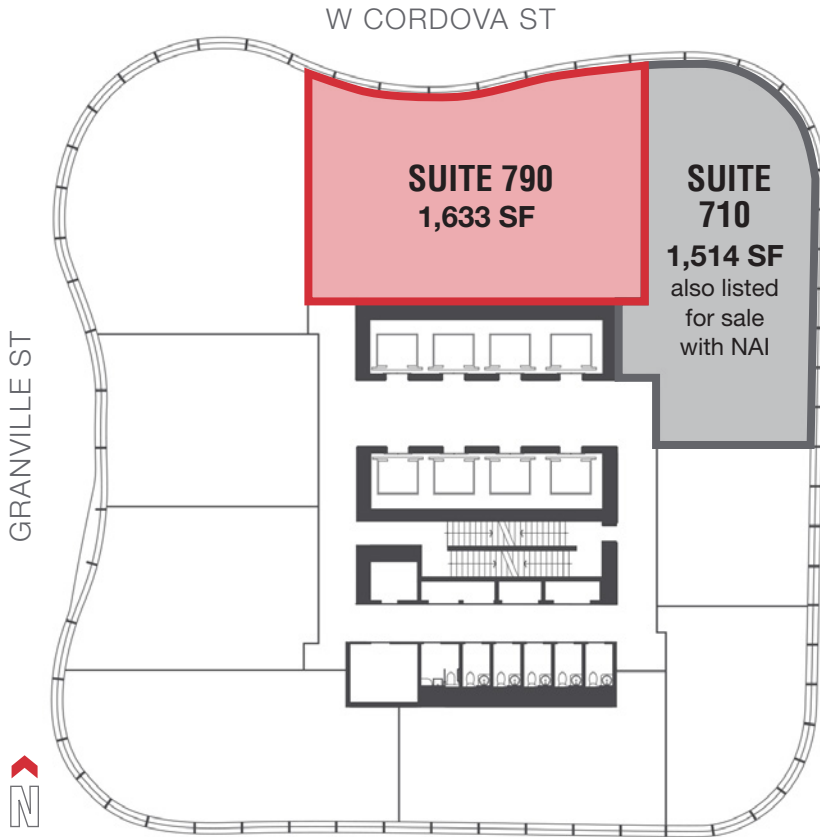 W CORDOVA ST
SUITE 790
1,633 SF
SUITE
710
1,514 SF
also listed
for sale
with NAI
GRANVILLE ST
N